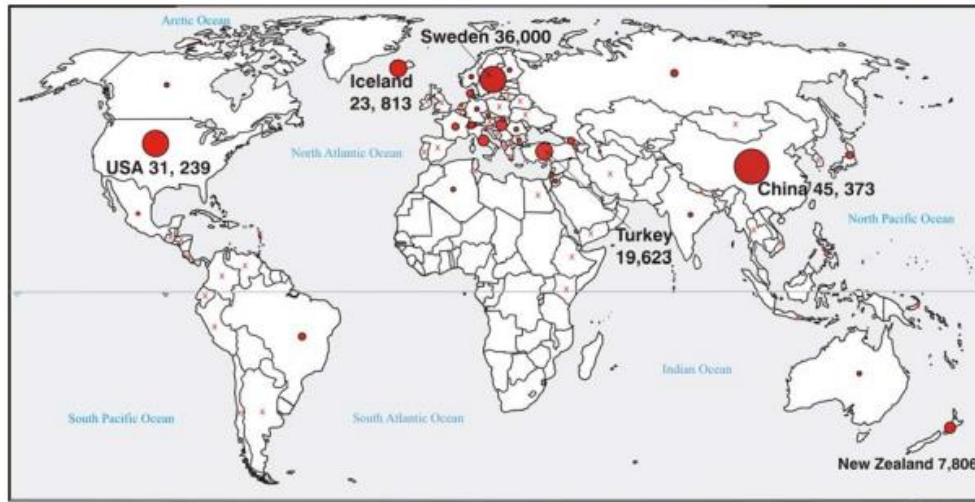 Arctic Ocean
Sweden 36,000
Iceland
23, 813
North Atlantic Ocean
USA 31, 239
China 45, 373
North Pacific Ocean
Turkey
19,623
Indian Ocean
South Pacific Ocean
South Atlantic Ocean
New Zealand 7,806